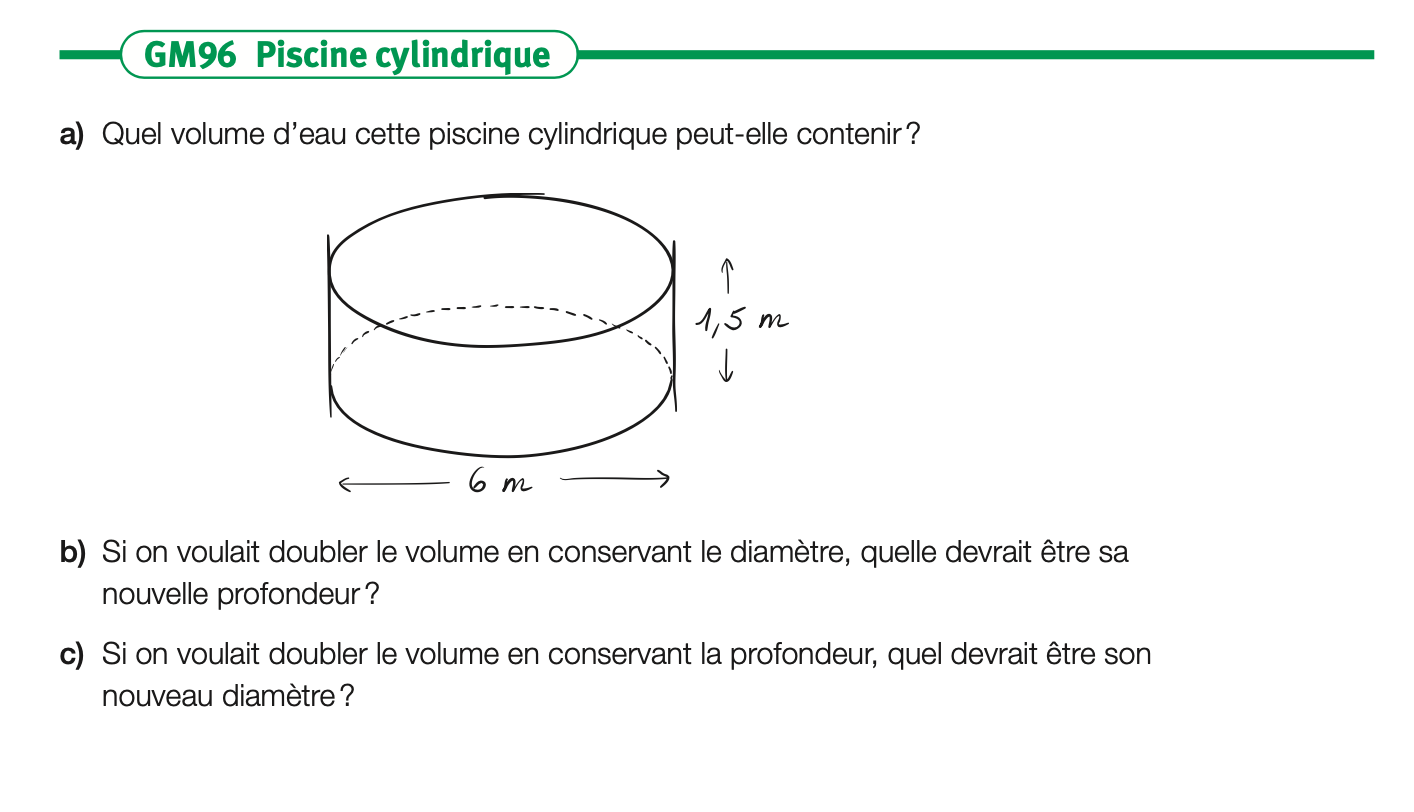 GM96 Piscine cylindrique
a) Quel volume d’eau cette piscine cylindrique peut-elle contenir ?
1,5 m
6 m
b) Si on voulait doubler le volume en conservant le diamètre, quelle devrait être sa
nouvelle profondeur ?
c) Si on voulait doubler le volume en conservant la profondeur, quel devrait être son
nouveau diamètre ?